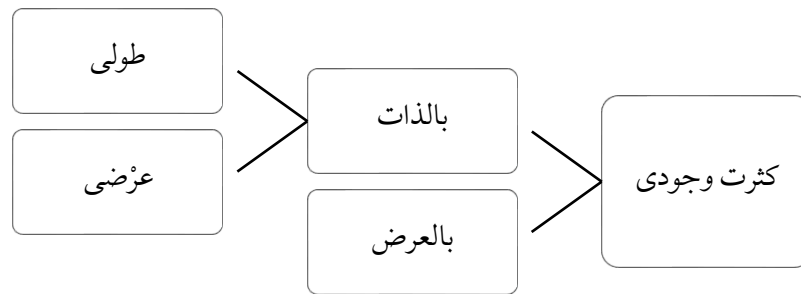 کثرت وجودی
بالذات
بالعرض
طولی
عرْضی